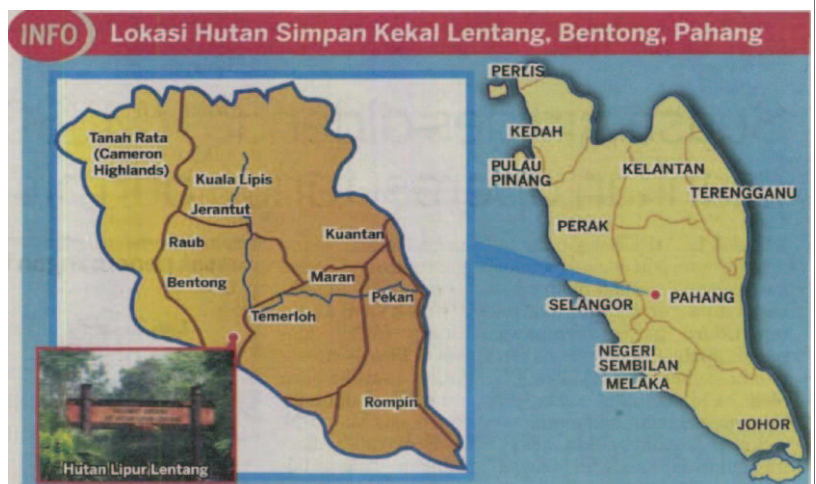 INFO
Lokasi Hutan Simpan Kekal Lentang, Bentong, Pahang
Tanah Rata
(Cameron
Highlands)
Kuala Lipis
Jerantut
Raub
Kuantan
Bentong
Maran
Pekan
Temerloh
Rompin
Hutan Lipur Lentang
PERLIS
KEDAH
PULAU
PINANG
KELANTAN
TERENGGANU
PERAK
SELANGOR
PAHANG
NEGERI
SEMBILAN
MELAKA
JOHOR